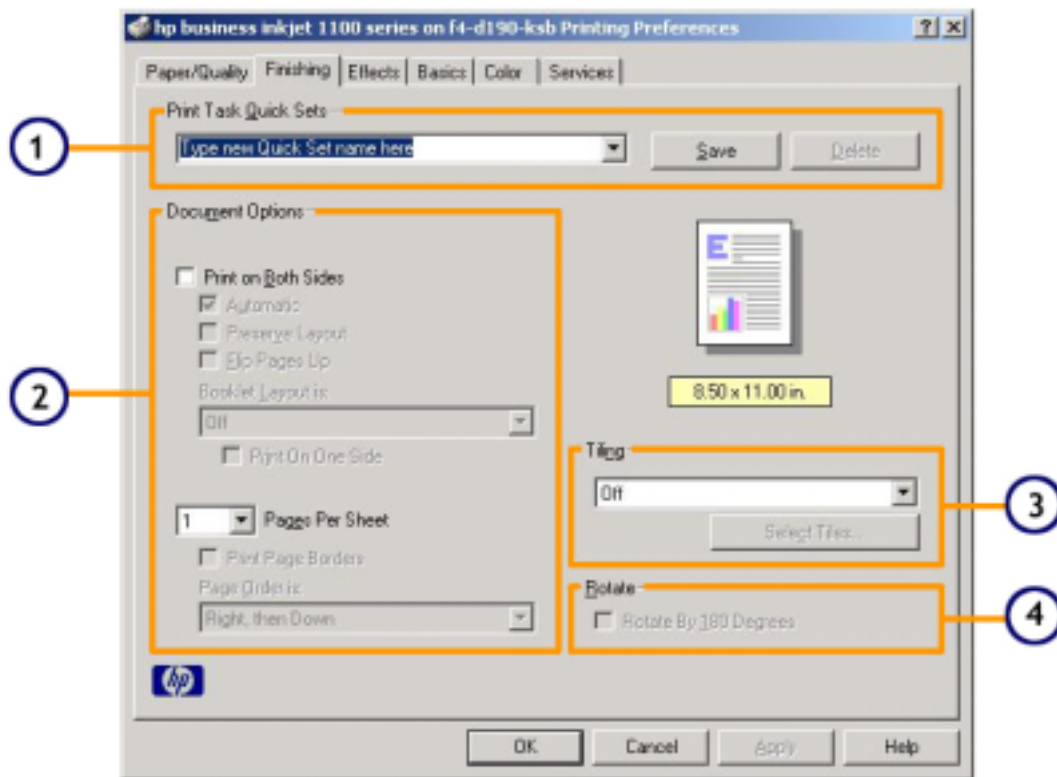 hp business inkjet 1100 series on f4-d190-ksb Printing Preferences
Paper/Quality Finishing Effects Basics Color Services
Print Task Quick Sets
1
Type new Quick Set name here Save Delete
Document Options
E
Print on Both Sides
Automatic
Preserve Layout
Flip Pages Up
2
8.50 x 11.00 in.
Booklet Layout is:
Off
Print On One Side
Tiling
Off
3
1 Pages Per Sheet
Select Tiles...
Print Page Borders
Page Order is:
Right, then Down
Rotate
Rotate By 180 Degrees
4
hp
OK Cancel Apply Help